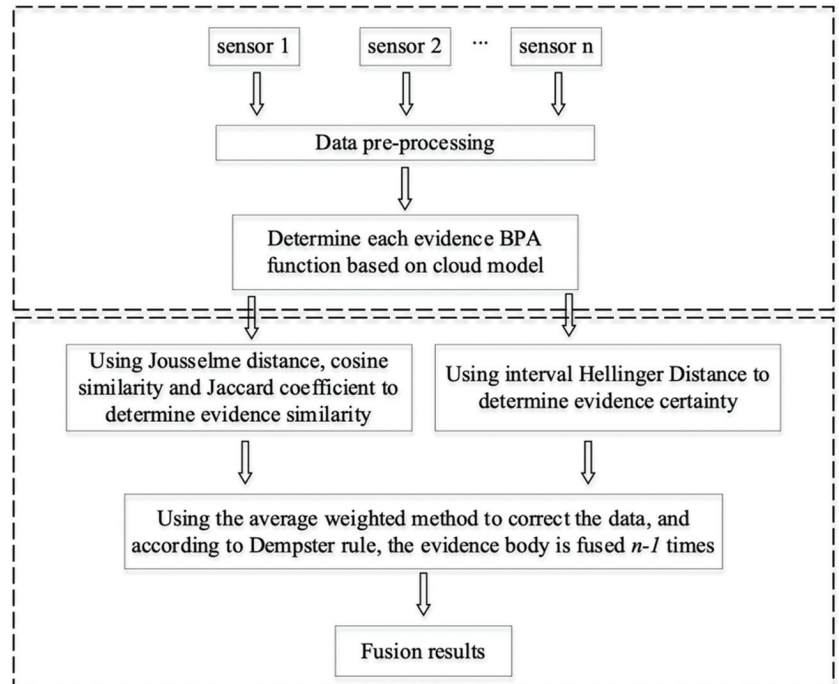 sensor 1
sensor 2
...
sensor n
Data pre-processing
Determine each evidence BPA
function based on cloud model
Using Jousselme distance, cosine
similarity and Jaccard coefficient to
determine evidence similarity
Using interval Hellinger Distance to
determine evidence certainty
Using the average weighted method to correct the data, and
according to Dempster rule, the evidence body is fused n-1 times
Fusion results